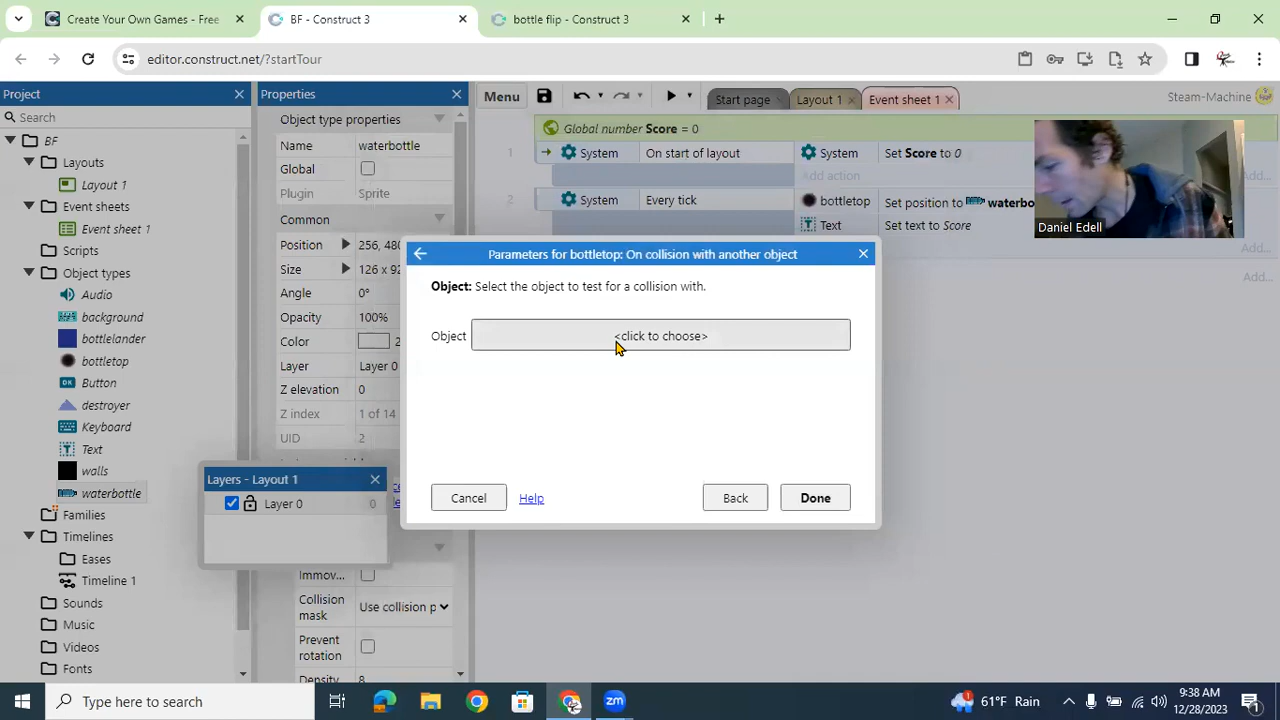 Create Your Own Games - Free
BF - Construct 3
bottle flip - Construct 3
editor.construct.net/?startTour
Project
Properties
Menu
Start page
Layout 1
Event sheet 1
Steam-Machine
Search
BF
Layouts
Layout 1
Event sheets
Event sheet 1
Scripts
Object types
Audio
background
bottlelander
bottletop
Button
destroyer
Keyboard
Text
walls
waterbottle
Families
Timelines
Eases
Timeline 1
Sounds
Music
Videos
Fonts
Object type properties
Name waterbottle
Global
Plugin Sprite
Common
Position 256, 480
Size 126 x 92
Angle 0°
Opacity 100%
Color 2
Layer Layer 0
Z elevation 0
Z index 1 of 14
UID 2
Immov...
Collision mask Use collision p
Prevent rotation
Density 8
Layers - Layout 1
Layer 0 0
Global number Score = 0
1 System On start of layout System Set Score to 0
Add action Add...
2 System Every tick bottletop Set position to waterbo
Text Set text to Score
Add...
Add...
Daniel Edell
Parameters for bottletop: On collision with another object
Object: Select the object to test for a collision with.
Object <click to choose>
Cancel Help Back Done
Type here to search
zm
61°F Rain
9:38 AM
12/28/2023
1